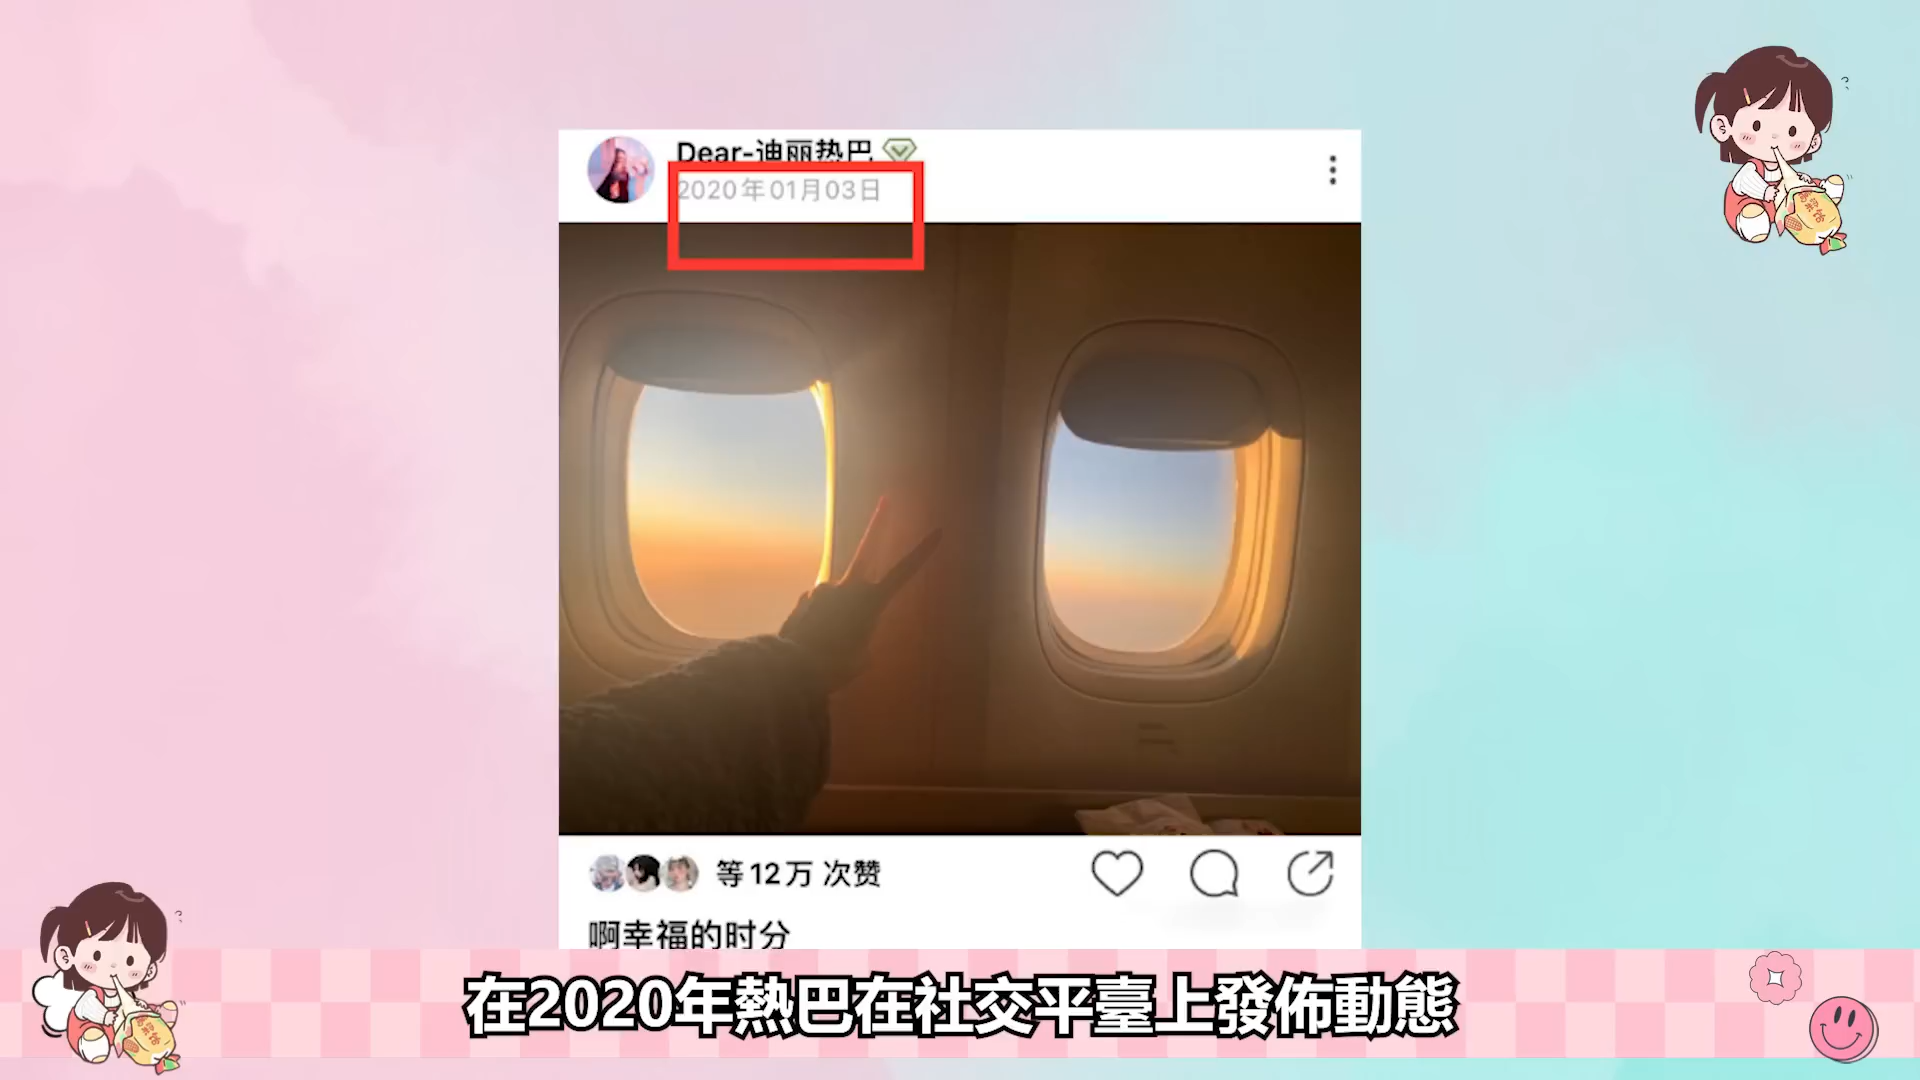 Dear-迪丽热巴
2020年01月03日
等12万 次赞
啊幸福的时分
在2020年熱巴在社交平臺上發佈動態